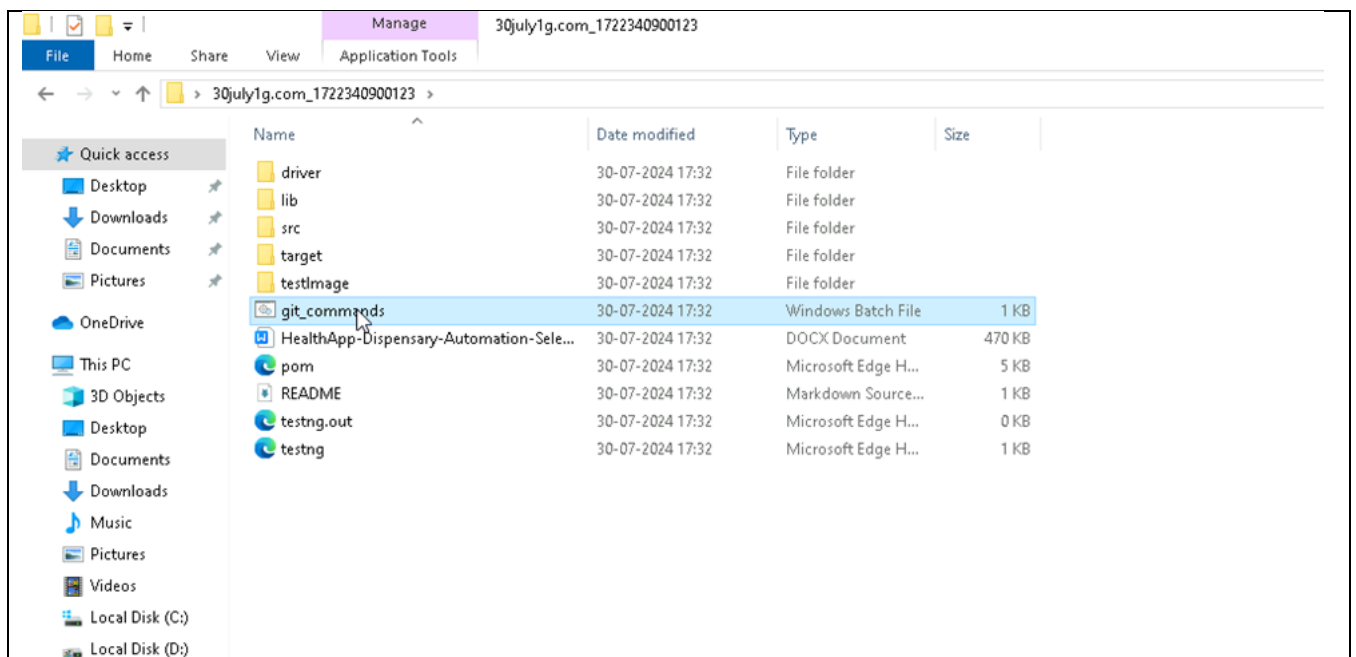 Manage 30july1g.com_1722340900123
File Home Share View Application Tools
30july1g.com_1722340900123
Name Date modified Type Size
Quick access
Desktop
Downloads
Documents
Pictures
OneDrive
This PC
3D Objects
Desktop
Documents
Downloads
Music
Pictures
Videos
Local Disk (C:)
Local Disk (D:)
driver 30-07-2024 17:32 File folder
lib 30-07-2024 17:32 File folder
src 30-07-2024 17:32 File folder
target 30-07-2024 17:32 File folder
testImage 30-07-2024 17:32 File folder
git_commands 30-07-2024 17:32 Windows Batch File 1 KB
HealthApp-Dispensary-Automation-Sele... 30-07-2024 17:32 DOCX Document 470 KB
pom 30-07-2024 17:32 Microsoft Edge H... 5 KB
README 30-07-2024 17:32 Markdown Source... 1 KB
testng.out 30-07-2024 17:32 Microsoft Edge H... 0 KB
testng 30-07-2024 17:32 Microsoft Edge H... 1 KB